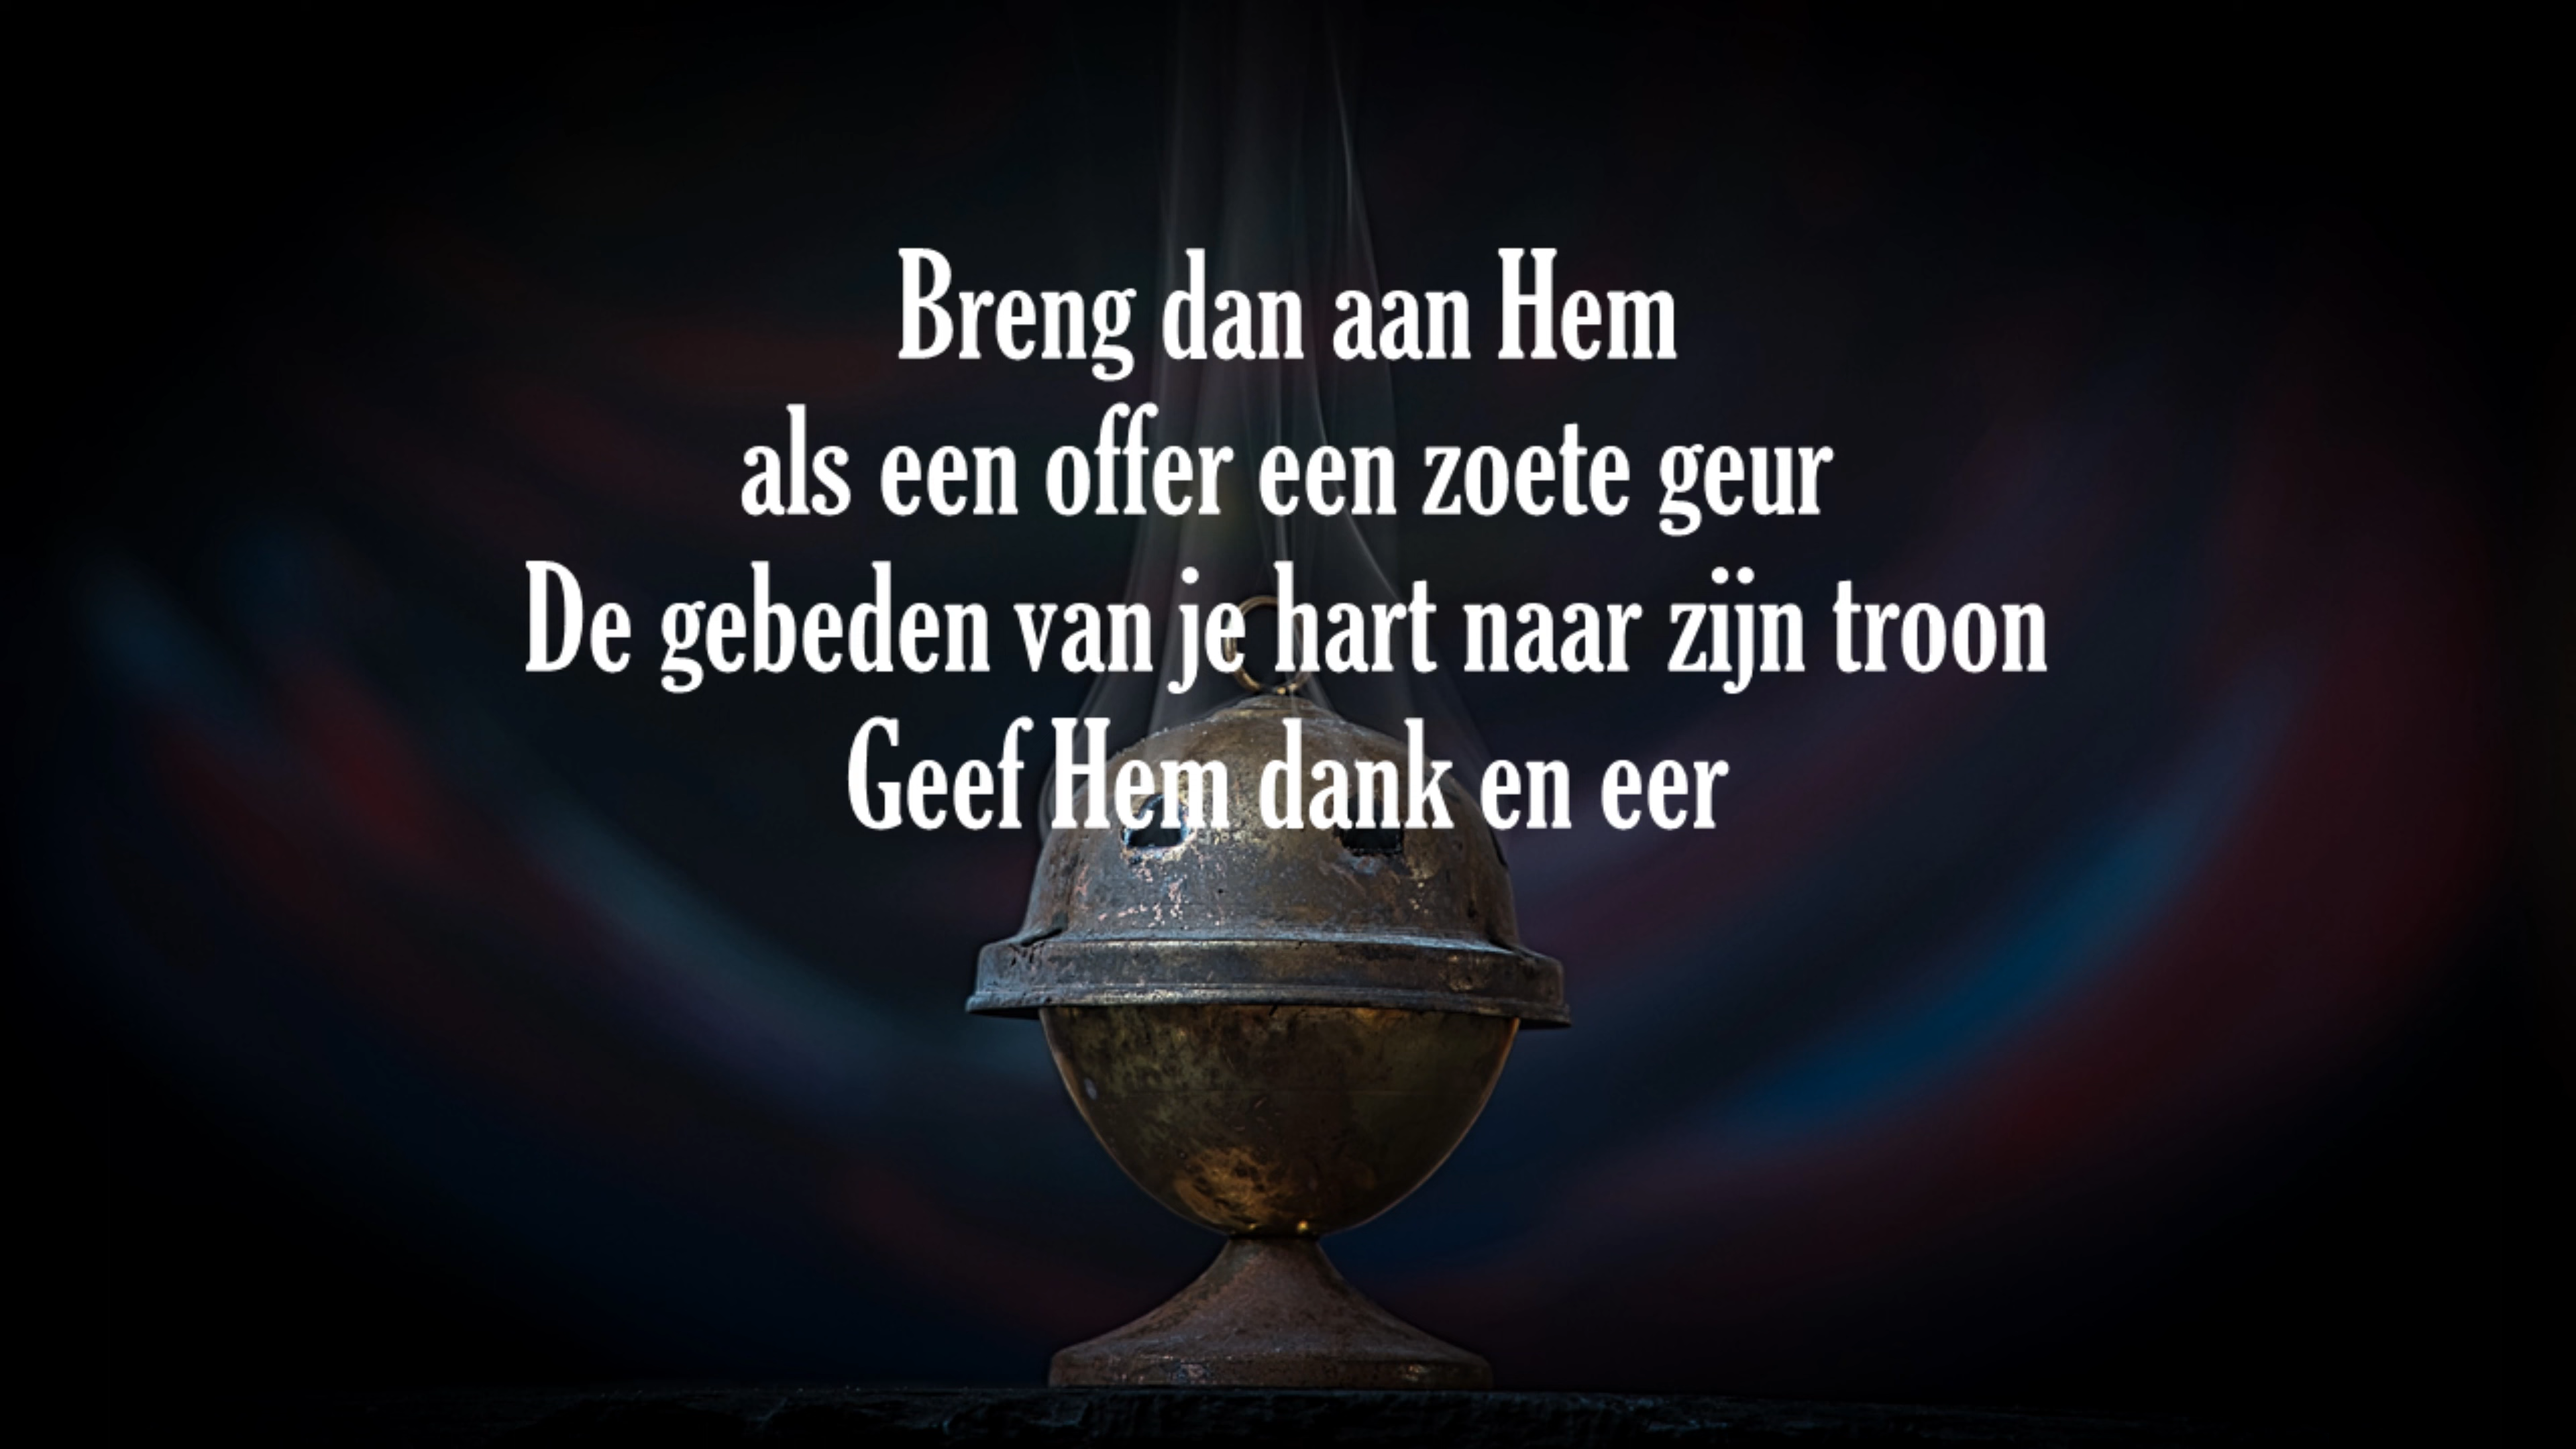 Breng dan aan Hem
als een offer een zoete geur
De gebeden van je hart naar zijn troon
Geef Hem dank en eer